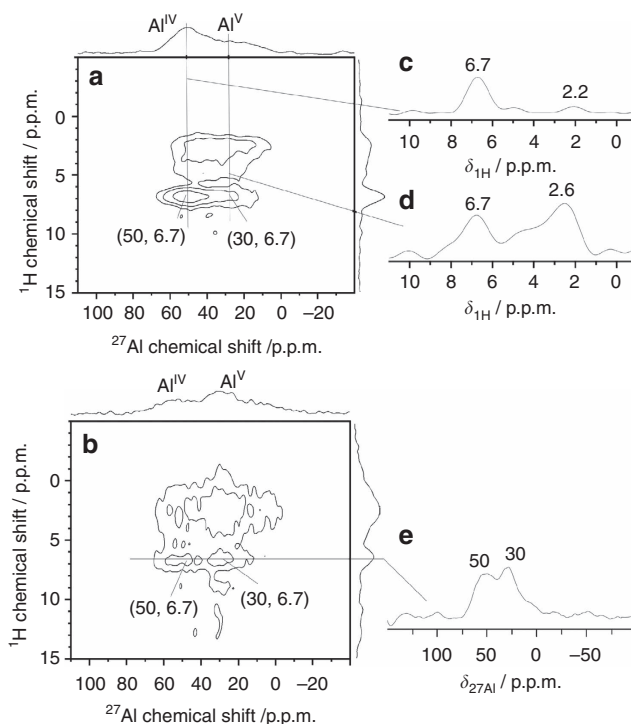 Al^IV Al^V
a
0
5
10
15
^1H chemical shift / p.p.m.
(50, 6.7) (30, 6.7)
100 80 60 40 20 0 −20
^27Al chemical shift /p.p.m.
c
6.7
2.2
10 8 6 4 2 0
δ1H / p.p.m.
d
6.7
2.6
10 8 6 4 2 0
δ1H / p.p.m.
Al^IV Al^V
b
0
5
10
15
^1H chemical shift / p.p.m.
(50, 6.7) (30, 6.7)
100 80 60 40 20 0 −20
^27Al chemical shift / p.p.m.
e
50 30
100 50 0 −50
δ27Al / p.p.m.